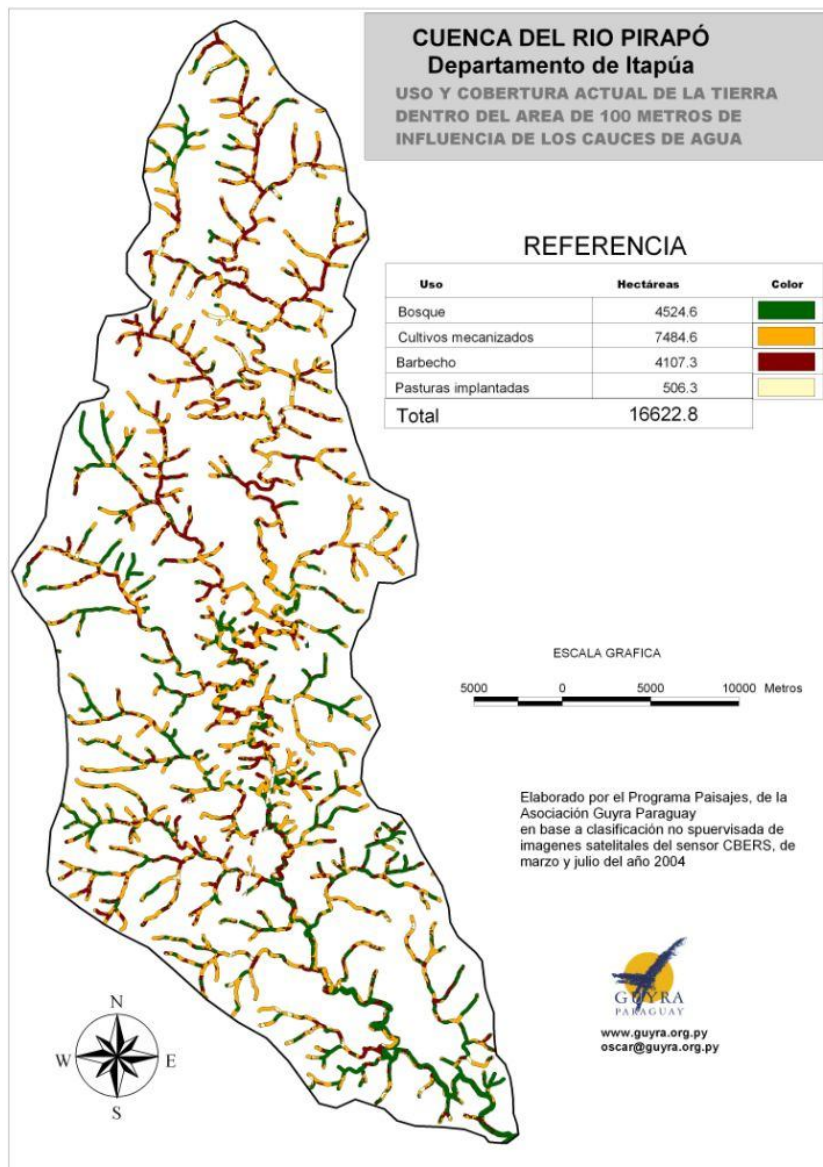 CUENCA DEL RIO PIRAPÓ
Departamento de Itapúa
USO Y COBERTURA ACTUAL DE LA TIERRA
DENTRO DEL AREA DE 100 METROS DE
INFLUENCIA DE LOS CAUCES DE AGUA
REFERENCIA
Uso Hectáreas Color
Bosque 4524.6
Cultivos mecanizados 7484.6
Barbecho 4107.3
Pasturas implantadas 506.3
Total 16622.8
ESCALA GRAFICA
5000 0 5000 10000 Metros
Elaborado por el Programa Paisajes, de la
Asociación Guyra Paraguay
en base a clasificación no spuervisada de
imagenes satelitales del sensor CBERS, de
marzo y julio del año 2004
GUYRA
PARAGUAY
www.guyra.org.py
oscar@guyra.org.py
N
W E
S